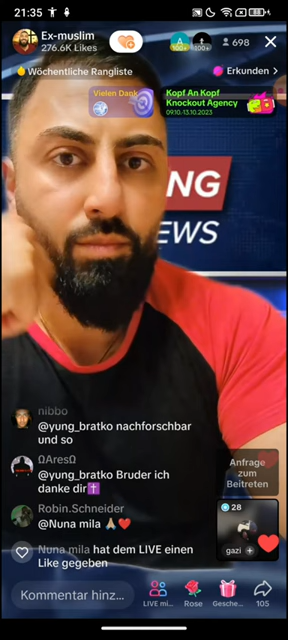 21:35
Ex-muslim
276.6K Likes
100+
100+
698
Wöchentliche Rangliste
Erkunden >
Vielen Dank
Kopf An Kopf
Knockout Agency
09.10.-13.10.2023
NG
EWS
nibbo
@yung_bratko nachforschbar
und so
ΩAresΩ
@yung_bratko Bruder ich
danke dir✝️
Robin.Schneider
@Nuna mila 🙏🏼❤️
Nuna mila hat dem LIVE einen
Like gegeben
Anfrage
zum
Beitreten
28
gazi +
Kommentar hinz...
LIVE mi...
Rose
Gesche...
105